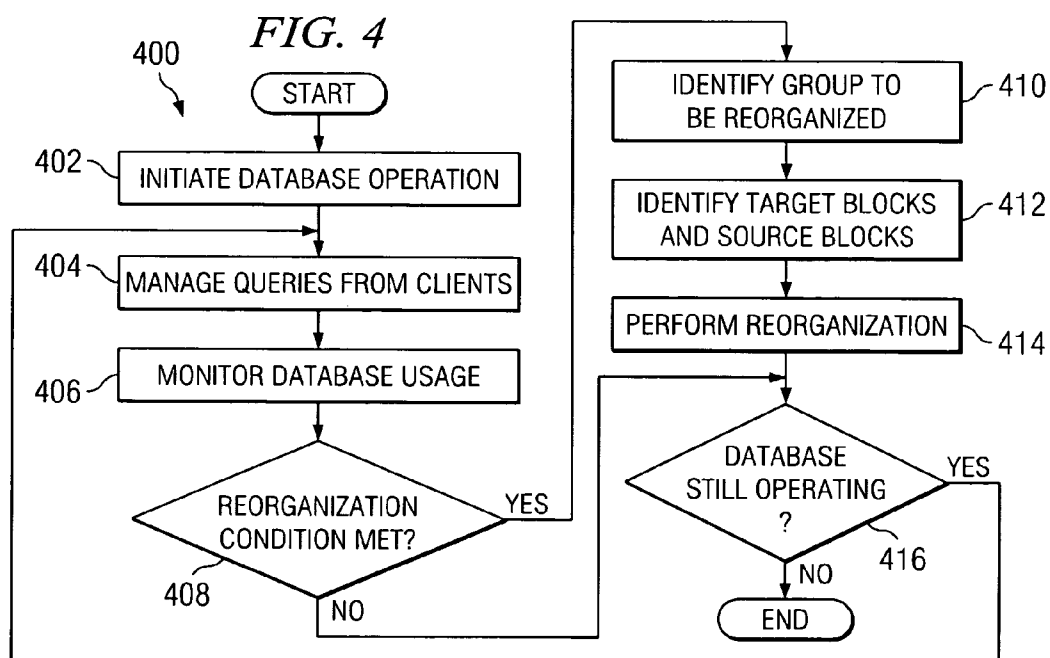 FIG. 4
400
START
402
INITIATE DATABASE OPERATION
404
MANAGE QUERIES FROM CLIENTS
406
MONITOR DATABASE USAGE
REORGANIZATION
CONDITION MET?
408
YES
NO
IDENTIFY GROUP TO
BE REORGANIZED
410
IDENTIFY TARGET BLOCKS
AND SOURCE BLOCKS
412
PERFORM REORGANIZATION
414
DATABASE
STILL OPERATING
?
416
YES
NO
END